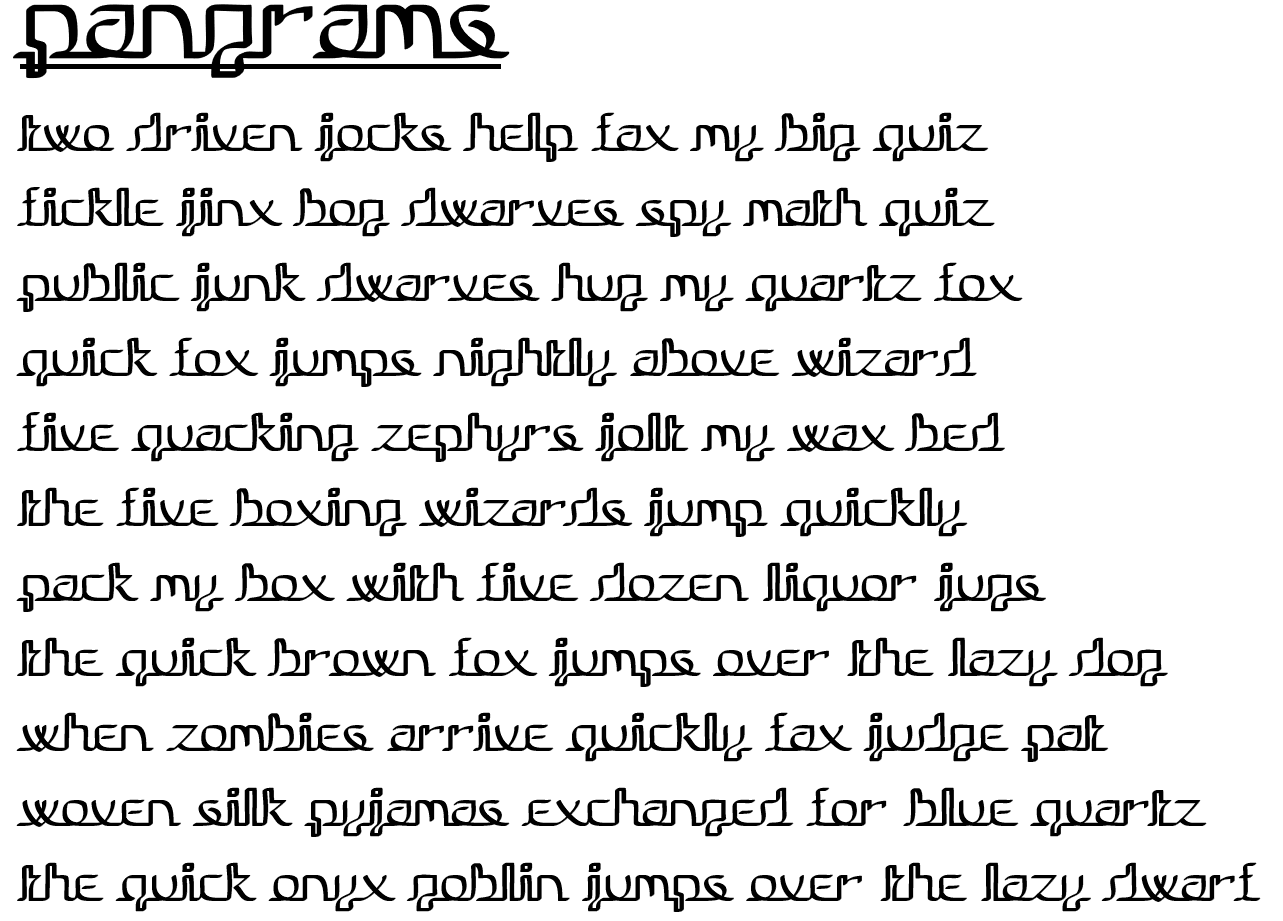 pangrams
two driven jocks help fax my big quiz
fickle jinx bog dwarves spy math quiz
public junk dwarves hug my quartz fox
quick fox jumps nightly above wizard
five quacking zephyrs jolt my wax bed
the five boxing wizards jump quickly
pack my box with five dozen liquor jugs
the quick brown fox jumps over the lazy dog
when zombies arrive quickly fax judge pat
woven silk pyjamas exchanged for blue quartz
the quick onyx goblin jumps over the lazy dwarf